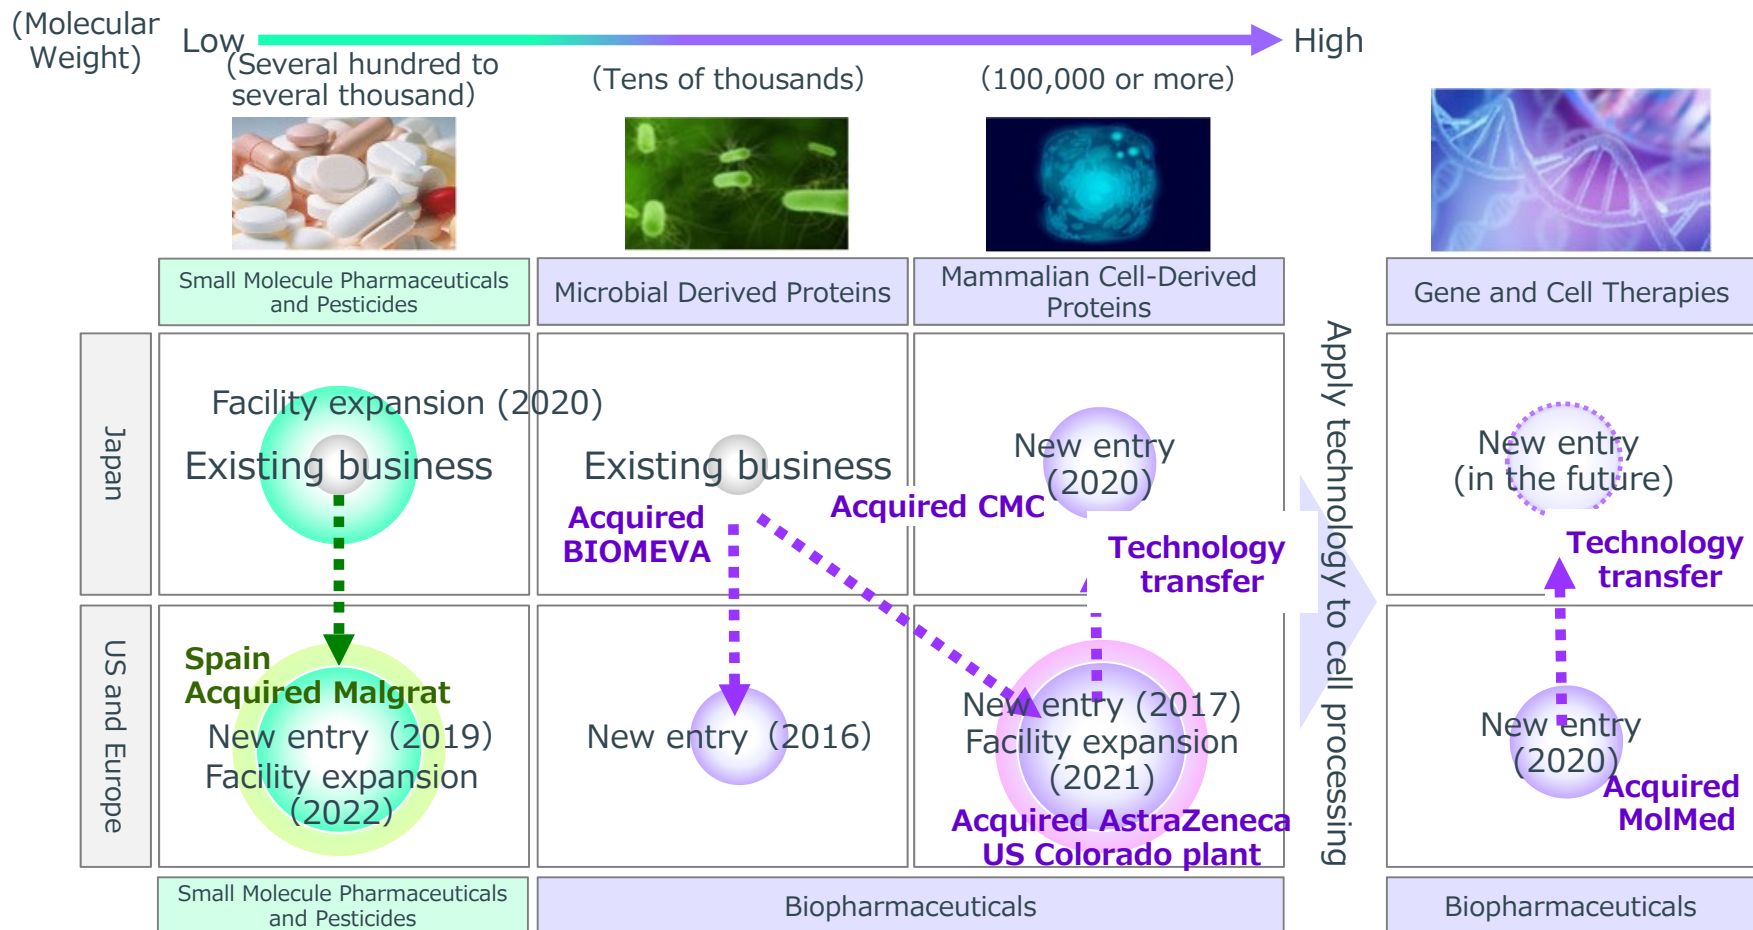 (Molecular
Weight)
Low
High
(Several hundred to
several thousand)
(Tens of thousands)
(100,000 or more)
Small Molecule Pharmaceuticals
and Pesticides
Microbial Derived Proteins
Mammalian Cell-Derived
Proteins
Gene and Cell Therapies
Japan
Facility expansion (2020)
Existing business
Existing business
New entry
(2020)
New entry
(in the future)
Acquired
BIOMEVA
Acquired CMC
Technology
transfer
Technology
transfer
Apply technology to cell processing
US and Europe
Spain
Acquired Malgrat
New entry (2019)
Facility expansion
(2022)
New entry (2016)
New entry (2017)
Facility expansion
(2021)
Acquired AstraZeneca
US Colorado plant
New entry
(2020)
Acquired
MolMed
Small Molecule Pharmaceuticals
and Pesticides
Biopharmaceuticals
Biopharmaceuticals